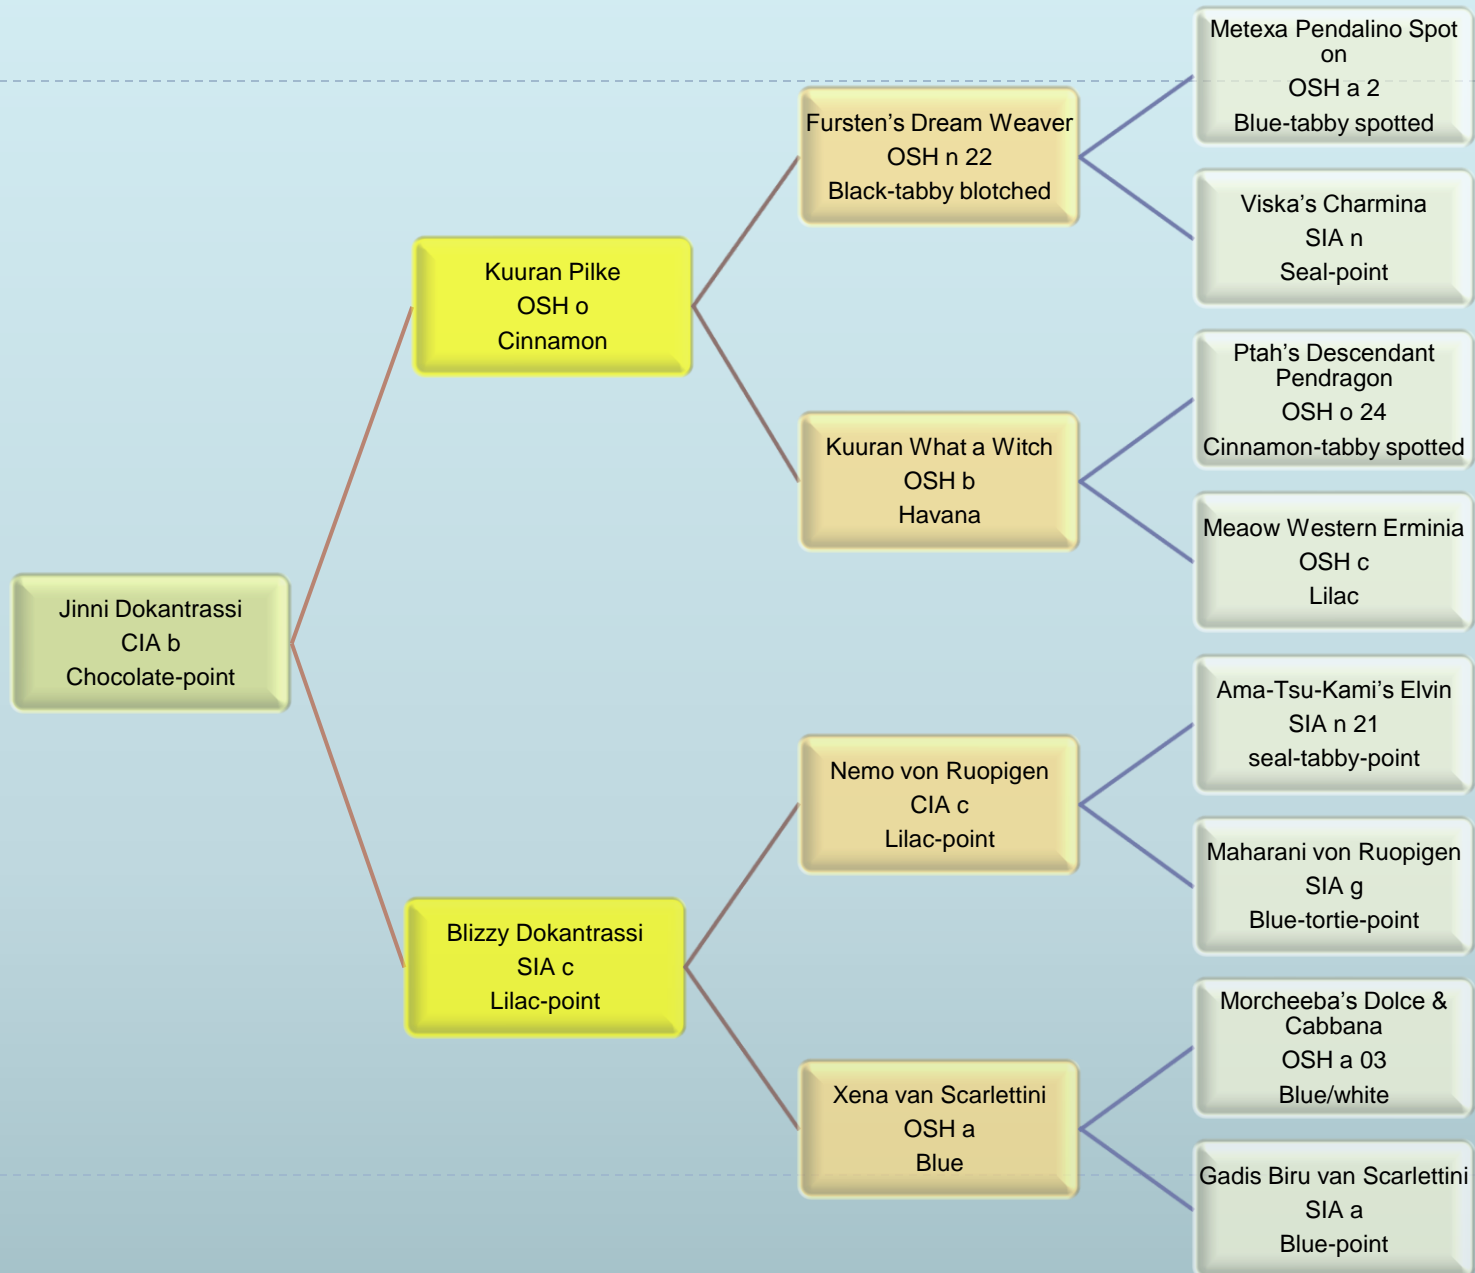 Metexa Pendalino Spot
on
OSH a 2
Blue-tabby spotted
Fursten’s Dream Weaver
OSH n 22
Black-tabby blotched
Viska’s Charmina
SIA n
Seal-point
Kuuran Pilke
OSH o
Cinnamon
Ptah’s Descendant
Pendragon
OSH o 24
Cinnamon-tabby spotted
Kuuran What a Witch
OSH b
Havana
Meaow Western Erminia
OSH c
Lilac
Jinni Dokantrassi
CIA b
Chocolate-point
Ama-Tsu-Kami’s Elvin
SIA n 21
seal-tabby-point
Nemo von Ruopigen
CIA c
Lilac-point
Maharani von Ruopigen
SIA g
Blue-tortie-point
Blizzy Dokantrassi
SIA c
Lilac-point
Morcheeba’s Dolce &
Cabbana
OSH a 03
Blue/white
Xena van Scarlettini
OSH a
Blue
Gadis Biru van Scarlettini
SIA a
Blue-point